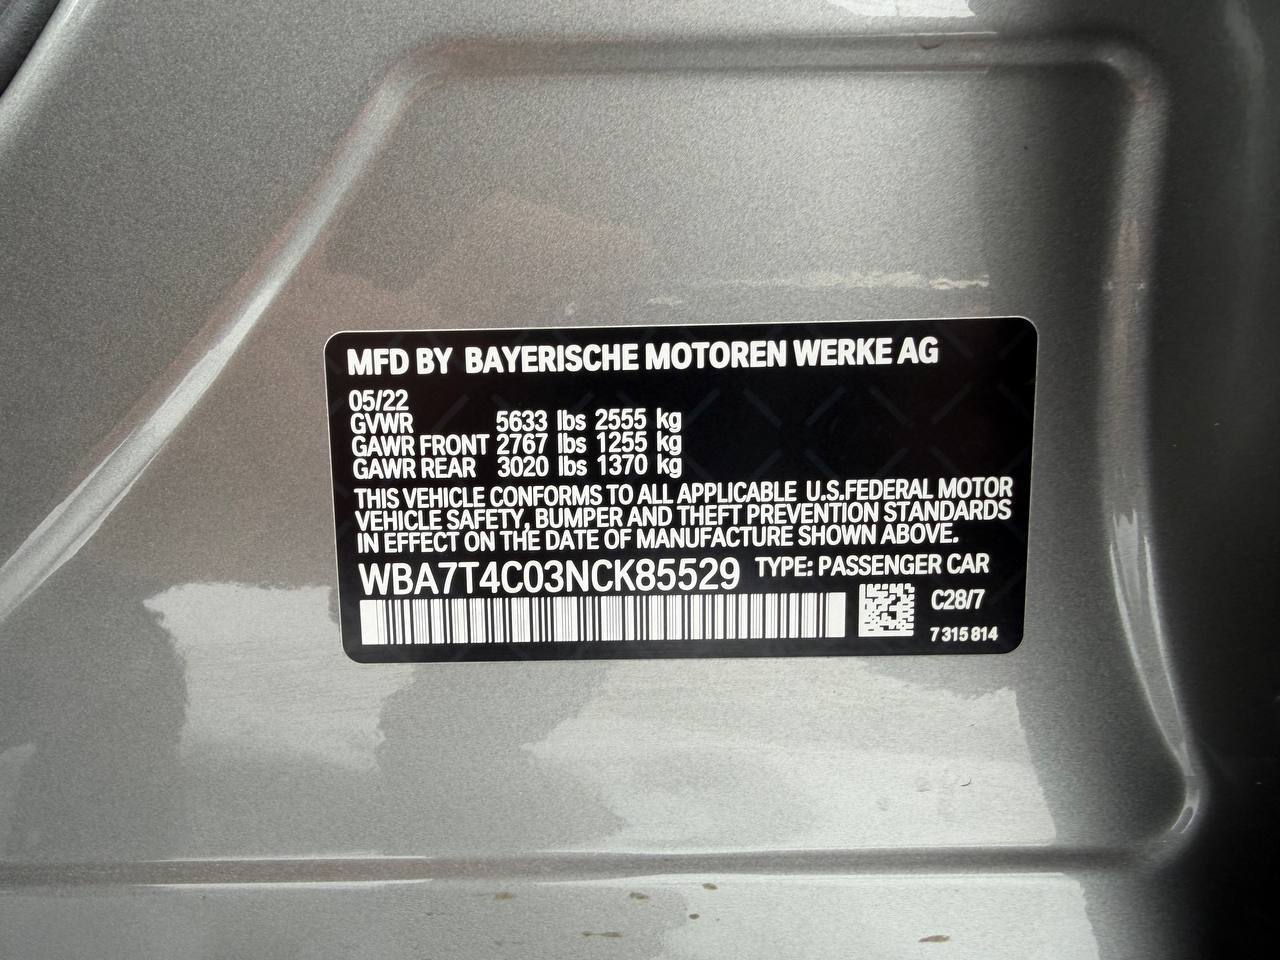 MFD BY BAYERISCHE MOTOREN WERKE AG
05/22
GVWR 5633 lbs 2555 kg
GAWR FRONT 2767 lbs 1255 kg
GAWR REAR 3020 lbs 1370 kg
THIS VEHICLE CONFORMS TO ALL APPLICABLE U.S.FEDERAL MOTOR
VEHICLE SAFETY, BUMPER AND THEFT PREVENTION STANDARDS
IN EFFECT ON THE DATE OF MANUFACTURE SHOWN ABOVE.
WBA7T4C03NCK85529 TYPE: PASSENGER CAR
C28/7
7 315 814